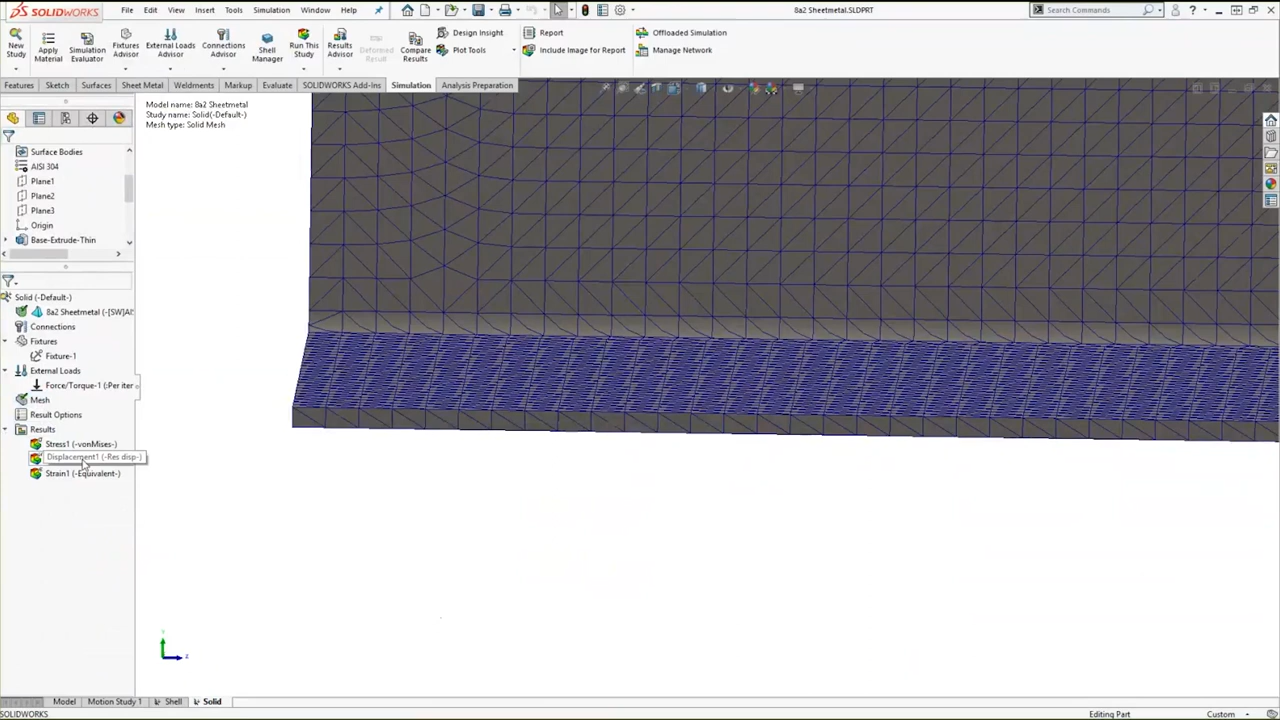 SOLIDWORKS File Edit View Insert Tools Simulation Window Help 8a2 Sheetmetal.SLDPRT Search Commands
New Study
Apply Material
Simulation Evaluator
Fixtures Advisor
External Loads Advisor
Connections Advisor
Shell Manager
Run This Study
Results Advisor
Deformed Result
Compare Results
Design Insight
Plot Tools
Report
Include Image for Report
Offloaded Simulation
Manage Network
Features Sketch Surfaces Sheet Metal Weldments Markup Evaluate SOLIDWORKS Add-Ins Simulation Analysis Preparation
Model name: 8a2 Sheetmetal
Study name: Solid(-Default-)
Mesh type: Solid Mesh
Surface Bodies
AISI 304
Plane1
Plane2
Plane3
Origin
Base-Extrude-Thin
Solid (-Default-)
8a2 Sheetmetal (-[SW]AI
Connections
Fixtures
Fixture-1
External Loads
Force/Torque-1 (:Per iter
Mesh
Result Options
Results
Stress1 (-vonMises-)
Displacement1 (-Res disp-)
Strain1 (-Equivalent-)
Y
Z
Model Motion Study 1 Shell Solid
SOLIDWORKS Editing Part Custom